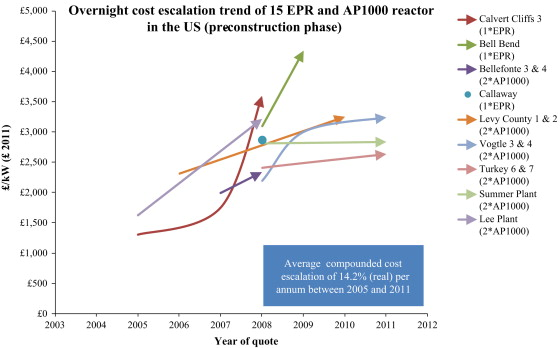 Overnight cost escalation trend of 15 EPR and AP1000 reactor
in the US (preconstruction phase)
£5,000
£4,500
£4,000
£3,500
£3,000
£2,500
£2,000
£1,500
£1,000
£500
£0
£/kW (£ 2011)
2003
2004
2005
2006
2007
2008
2009
2010
2011
2012
Year of quote
Average compounded cost
escalation of 14.2% (real) per
annum between 2005 and 2011
Calvert Cliffs 3
(1*EPR)
Bell Bend
(1*EPR)
Bellefonte 3 & 4
(2*AP1000)
Callaway
(1*EPR)
Levy County 1 & 2
(2*AP1000)
Vogtle 3 & 4
(2*AP1000)
Turkey 6 & 7
(2*AP1000)
Summer Plant
(2*AP1000)
Lee Plant
(2*AP1000)